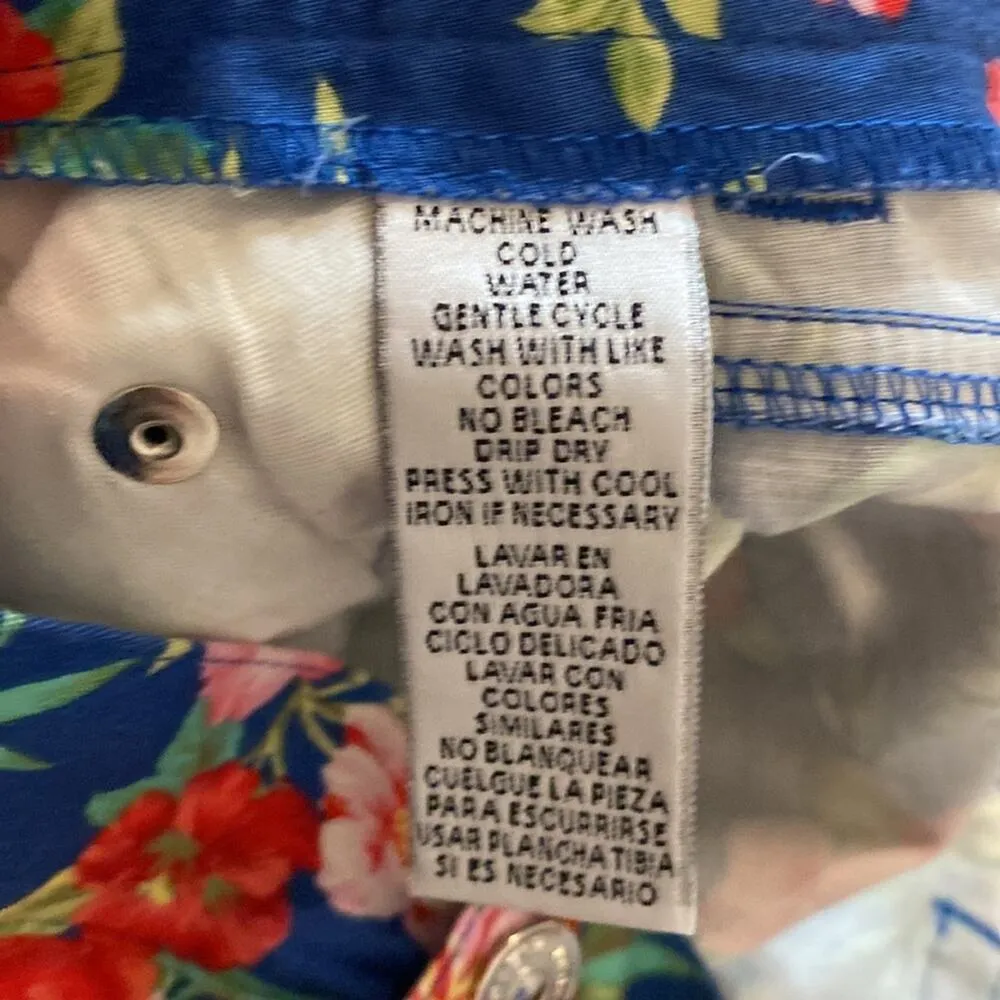 MACHINE WASH
COLD
WATER
GENTLE CYCLE
WASH WITH LIKE
COLORS
NO BLEACH
DRIP DRY
PRESS WITH COOL
IRON IF NECESSARY
LAVAR EN
LAVADORA
CON AGUA FRIA
CICLO DELICADO
LAVAR CON
COLORES
SIMILARES
NO BLANQUEAR
CUELGUE LA PIEZA
PARA ESCURRIRSE
USAR PLANCHA TIBIA
SI ES NECESARIO